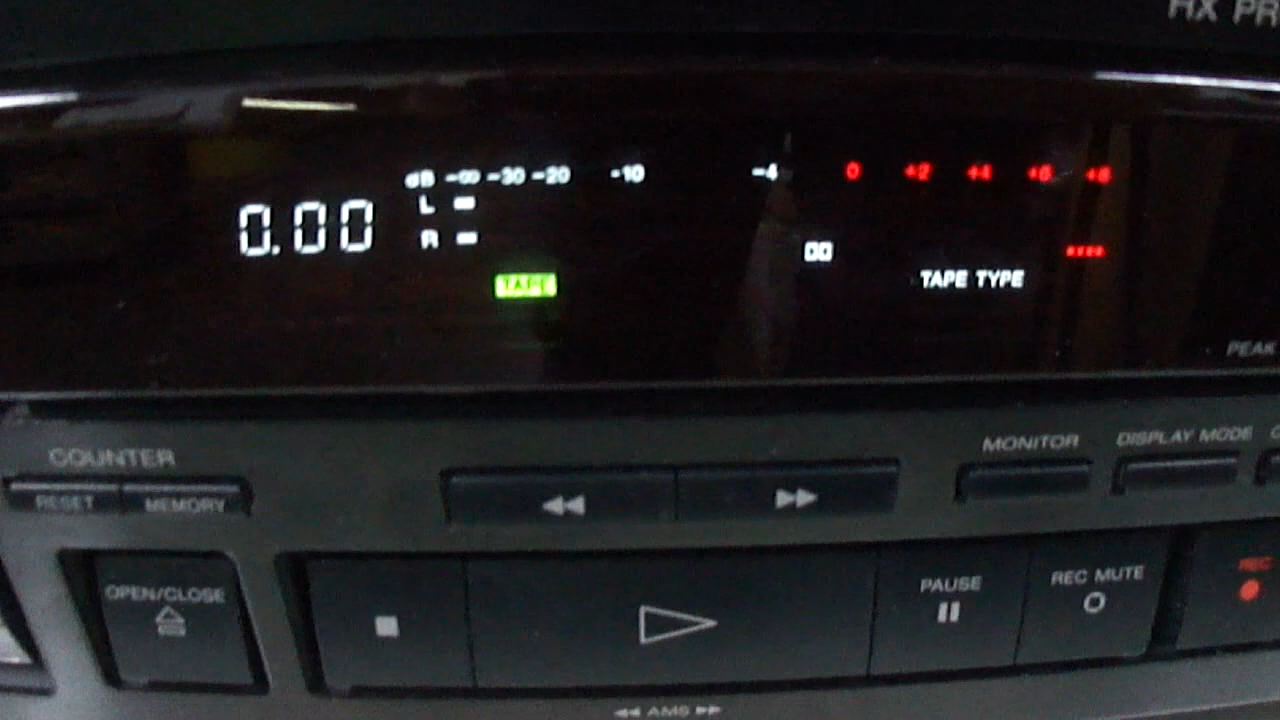 HX PR
dB -∞ -30 -20 -10 -4 0 +2 +4 +6 +8
L
0.00
R
TAPE
TAPE TYPE
PEAK
COUNTER
MONITOR
DISPLAY MODE
RESET
MEMORY
OPEN/CLOSE
PAUSE
REC MUTE
REC
AMS